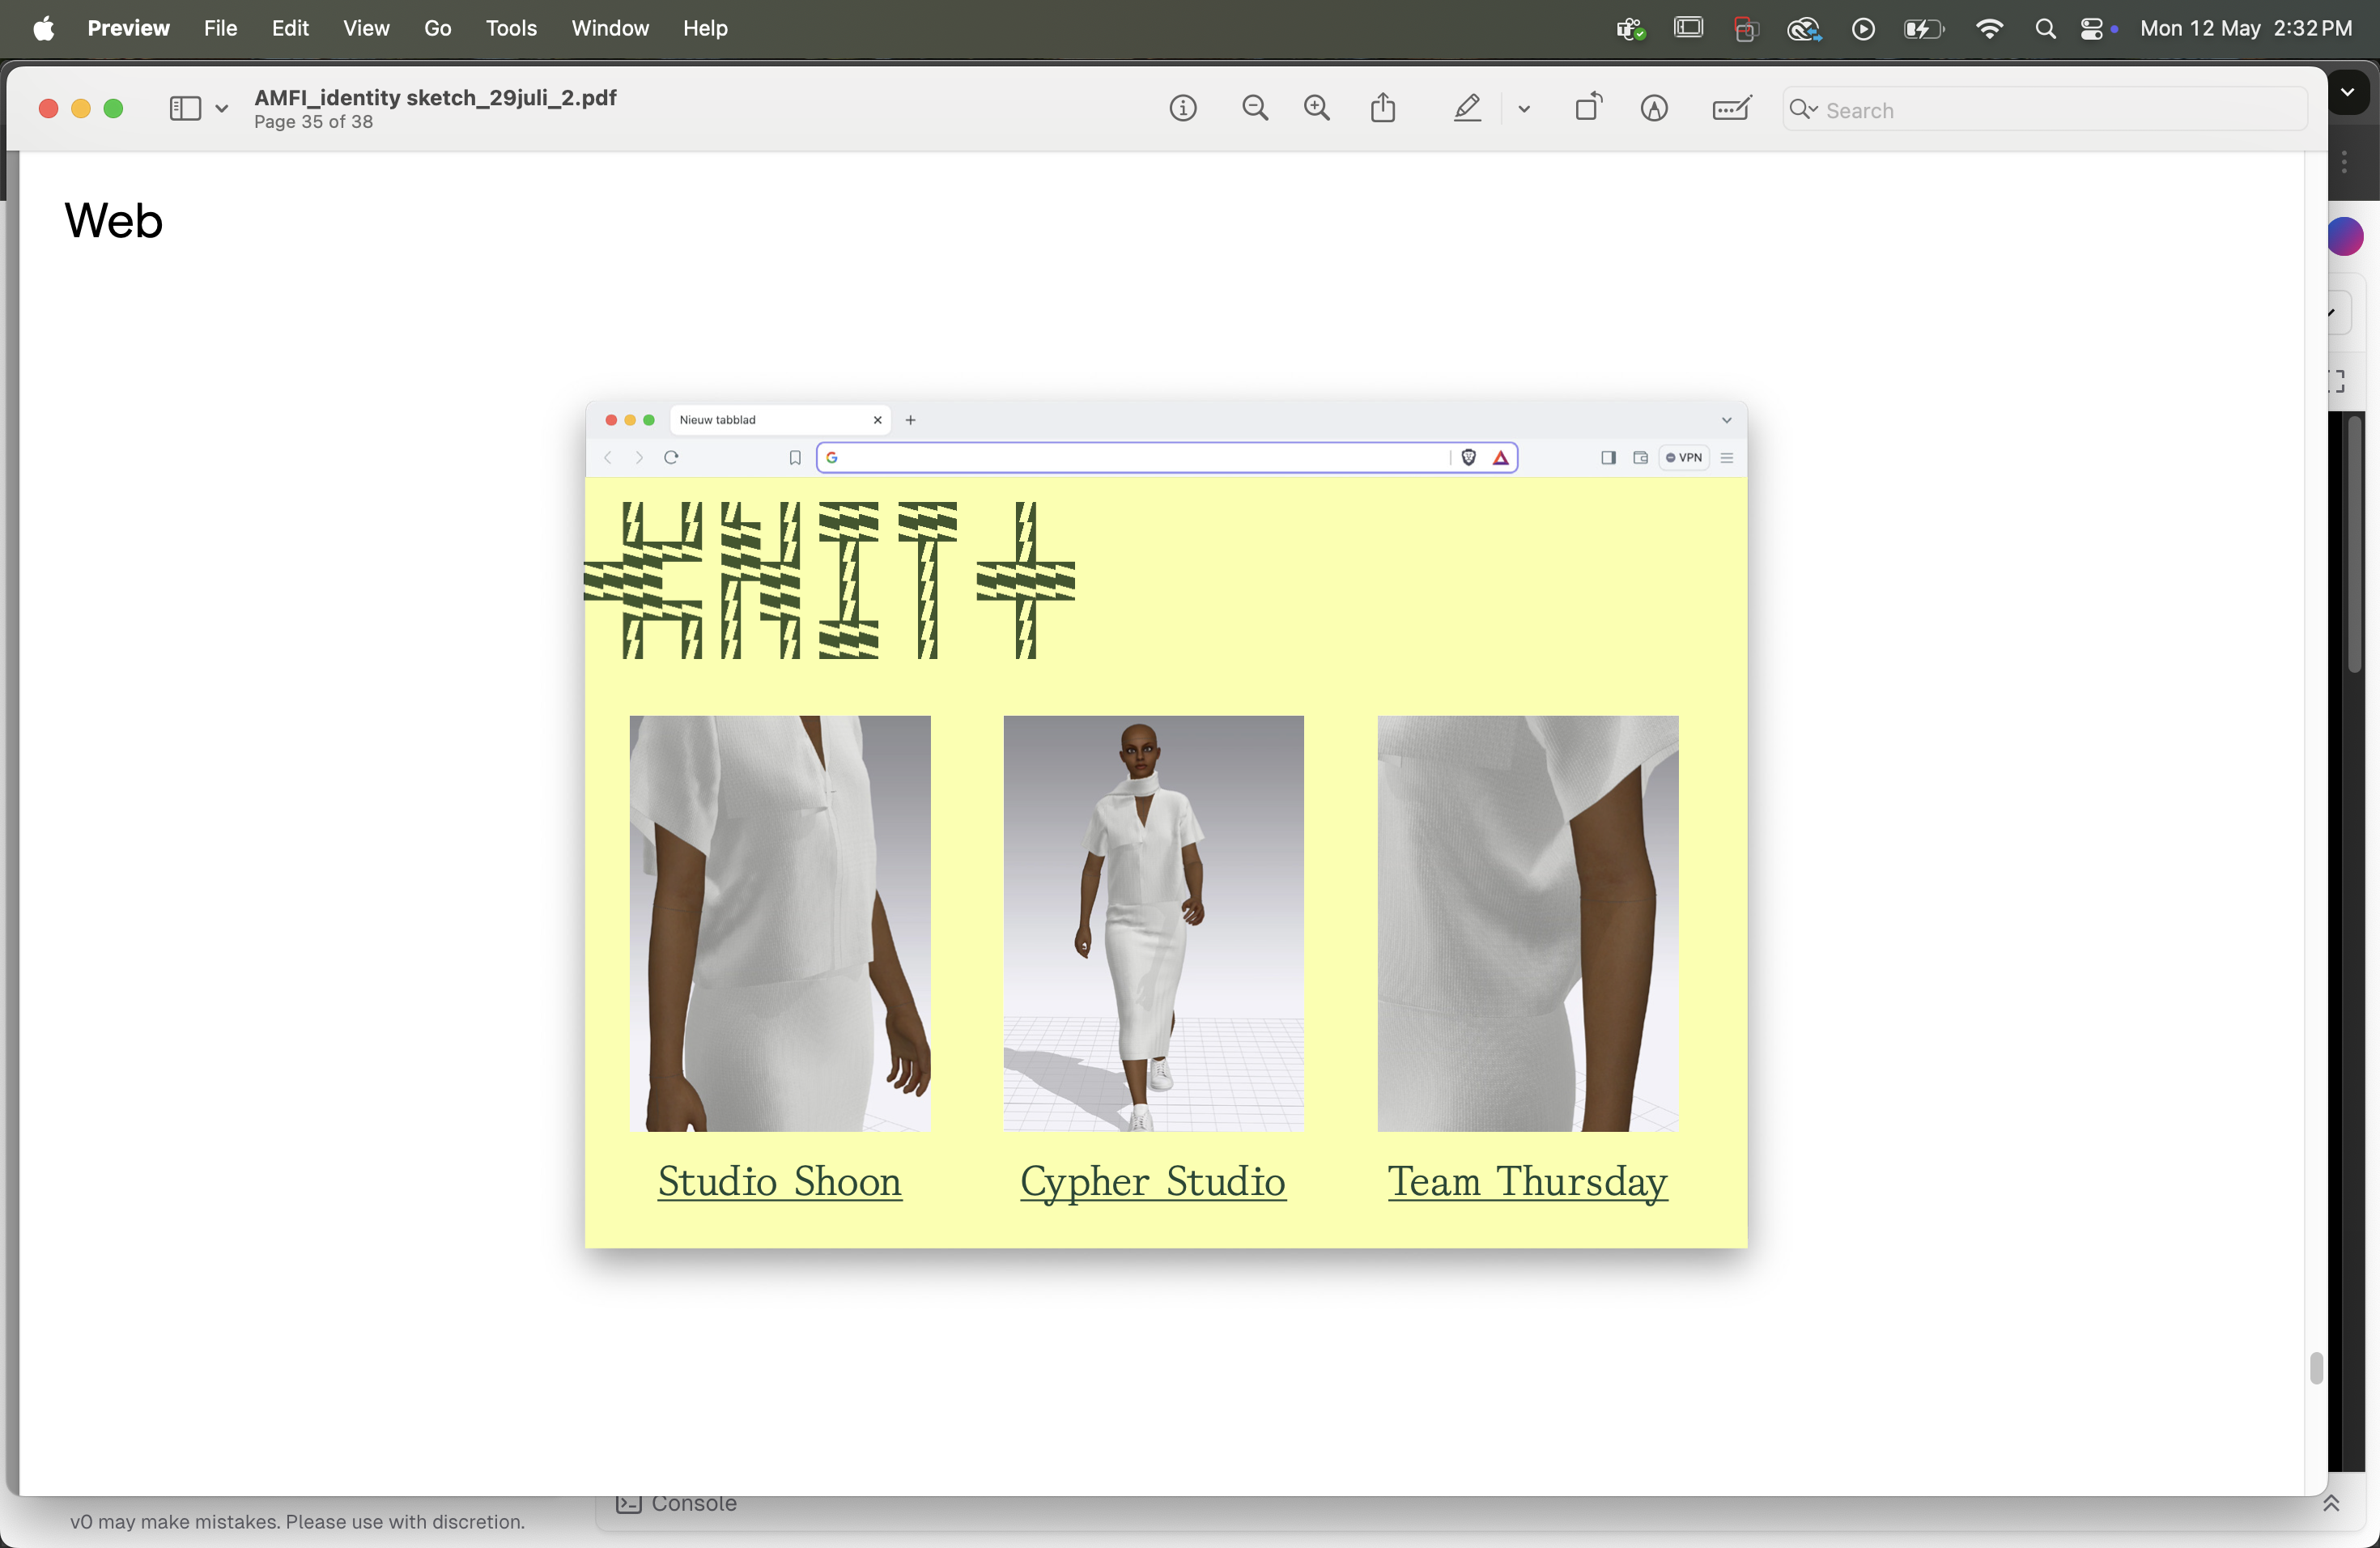 Preview File Edit View Go Tools Window Help
Mon 12 May 2:32 PM
AMFI_identity sketch_29juli_2.pdf
Page 35 of 38
Search
Web
Nieuw tabblad
VPN
KNIT+
Studio Shoon
Cypher Studio
Team Thursday
Console
v0 may make mistakes. Please use with discretion.